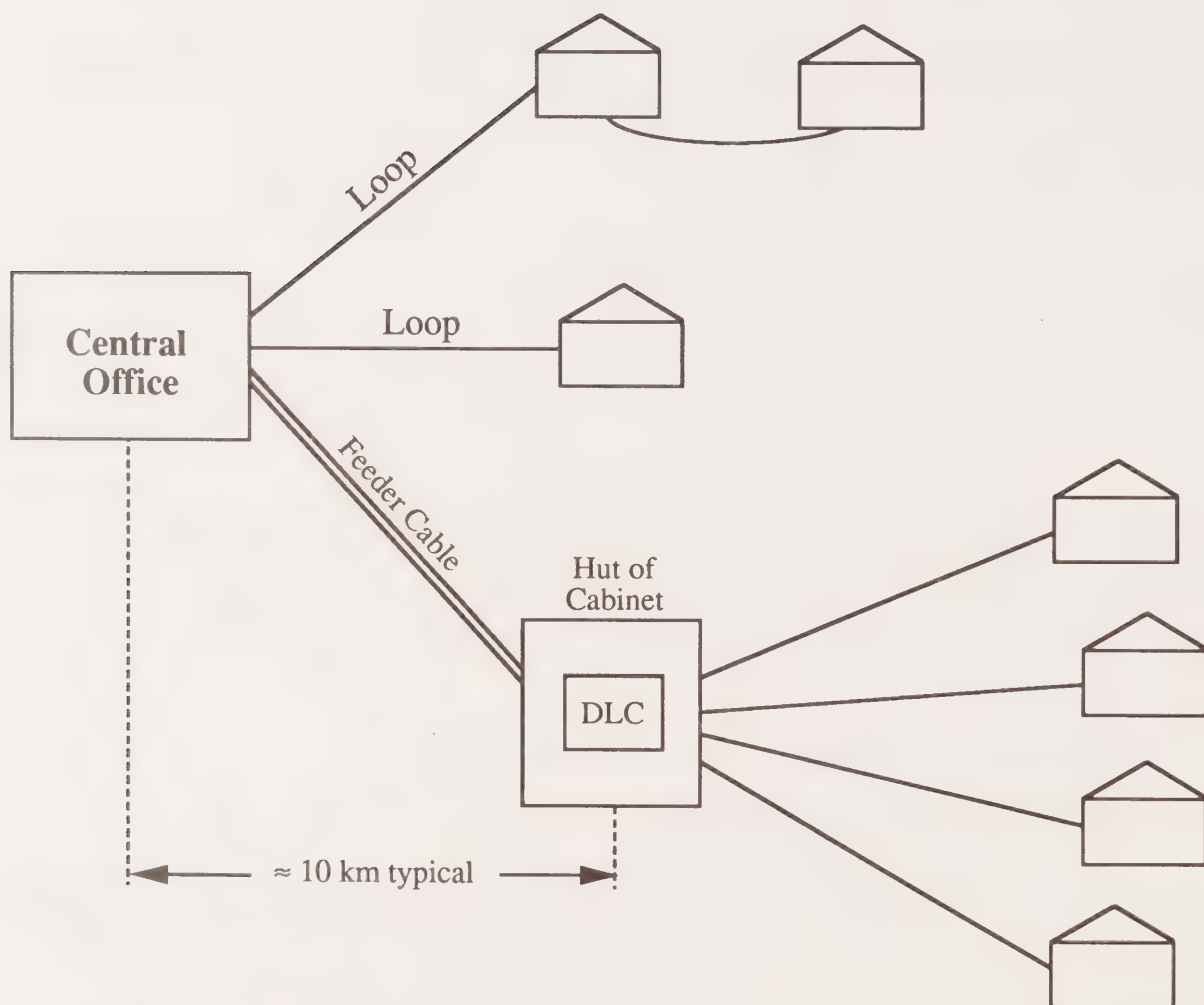 Loop
Loop
Central
Office
Feeder Cable
Hut of
Cabinet
DLC
≈ 10 km typical